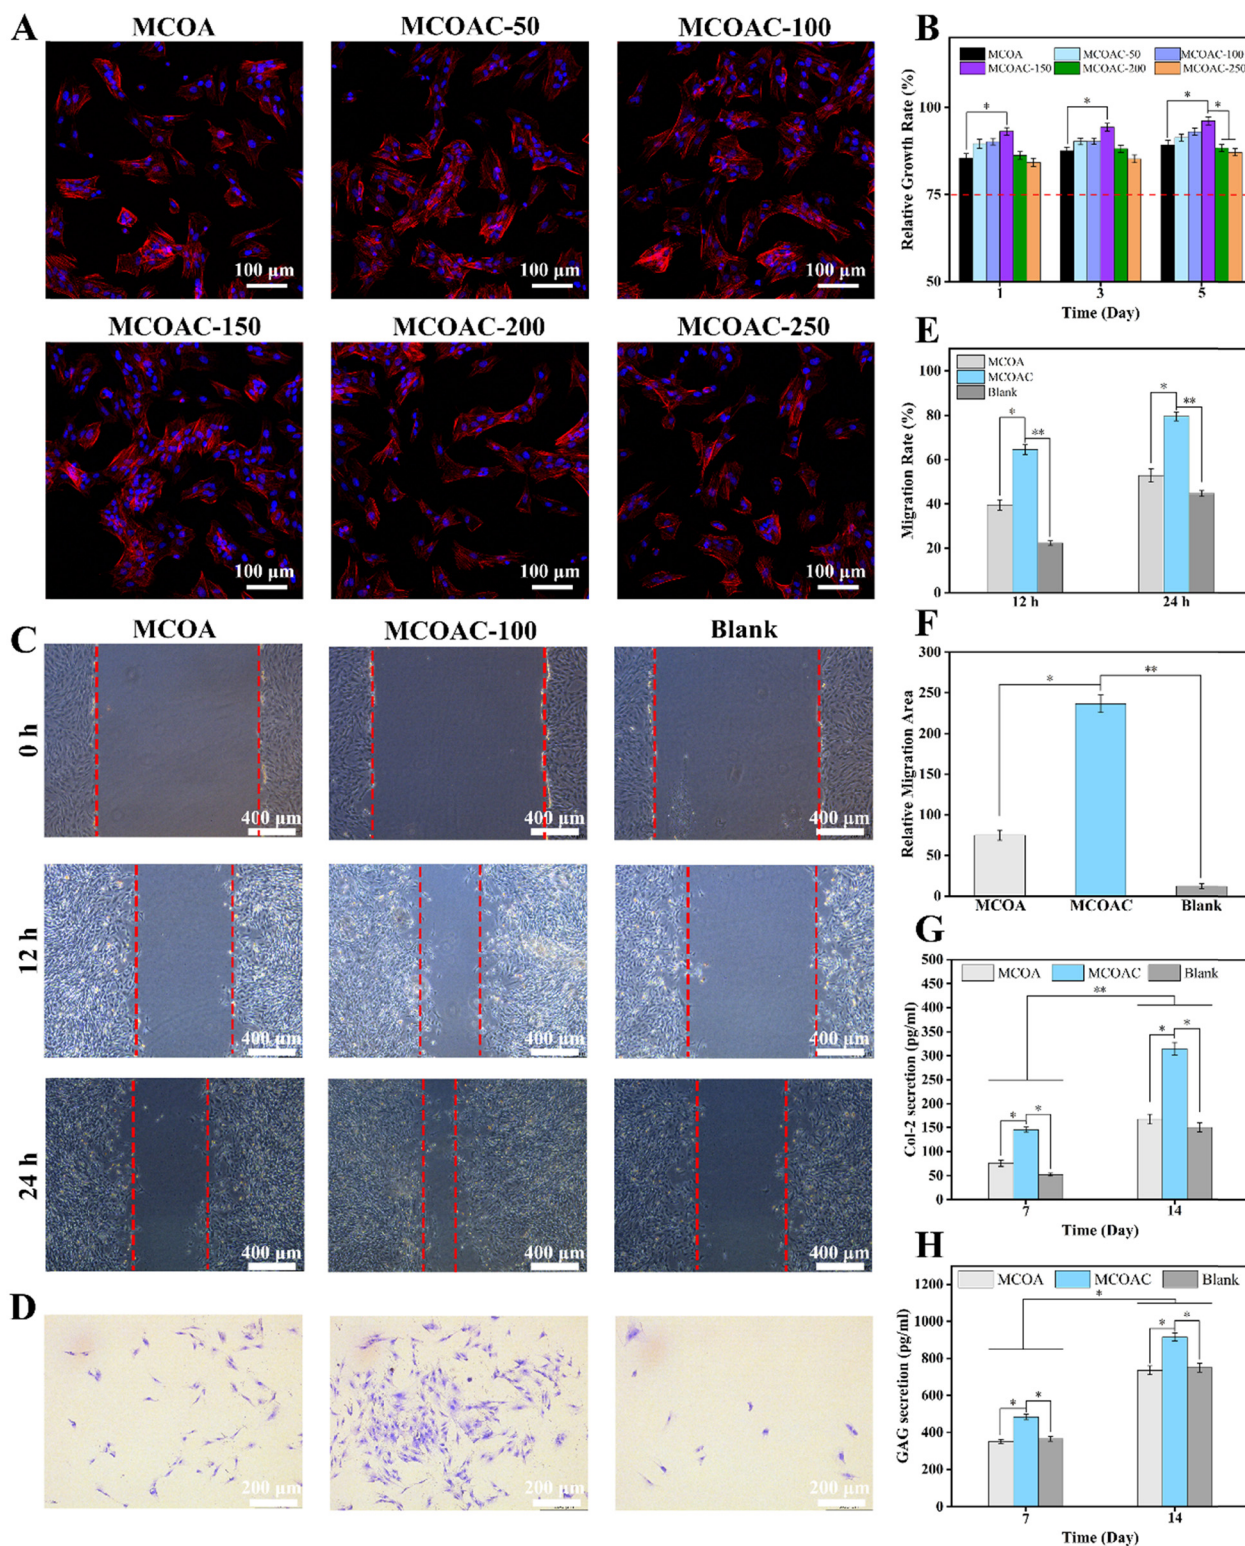 A
MCOA
MCOAC-50
MCOAC-100
100 μm
100 μm
100 μm
MCOAC-150
MCOAC-200
MCOAC-250
100 μm
100 μm
100 μm
B
MCOA
MCOAC-50
MCOAC-100
MCOAC-150
MCOAC-200
MCOAC-250
Relative Growth Rate (%)
100
75
50
*
*
*
*
1
3
5
Time (Day)
E
MCOA
MCOAC
Blank
Migration Rate (%)
100
80
60
40
20
0
*
**
*
**
12 h
24 h
C
MCOA
MCOAC-100
Blank
0 h
400 μm
400 μm
400 μm
12 h
400 μm
400 μm
400 μm
24 h
400 μm
400 μm
400 μm
F
Relative Migration Area
300
250
200
150
100
50
0
*
**
MCOA
MCOAC
Blank
G
MCOA
MCOAC
Blank
Col-2 secrction (pg/ml)
500
450
400
350
300
250
200
150
100
50
0
**
*
*
*
*
7
14
Time (Day)
D
200 μm
200 μm
200 μm
H
MCOA
MCOAC
Blank
GAG secrction (pg/ml)
1200
1000
800
600
400
200
0
*
*
*
*
*
7
14
Time (Day)